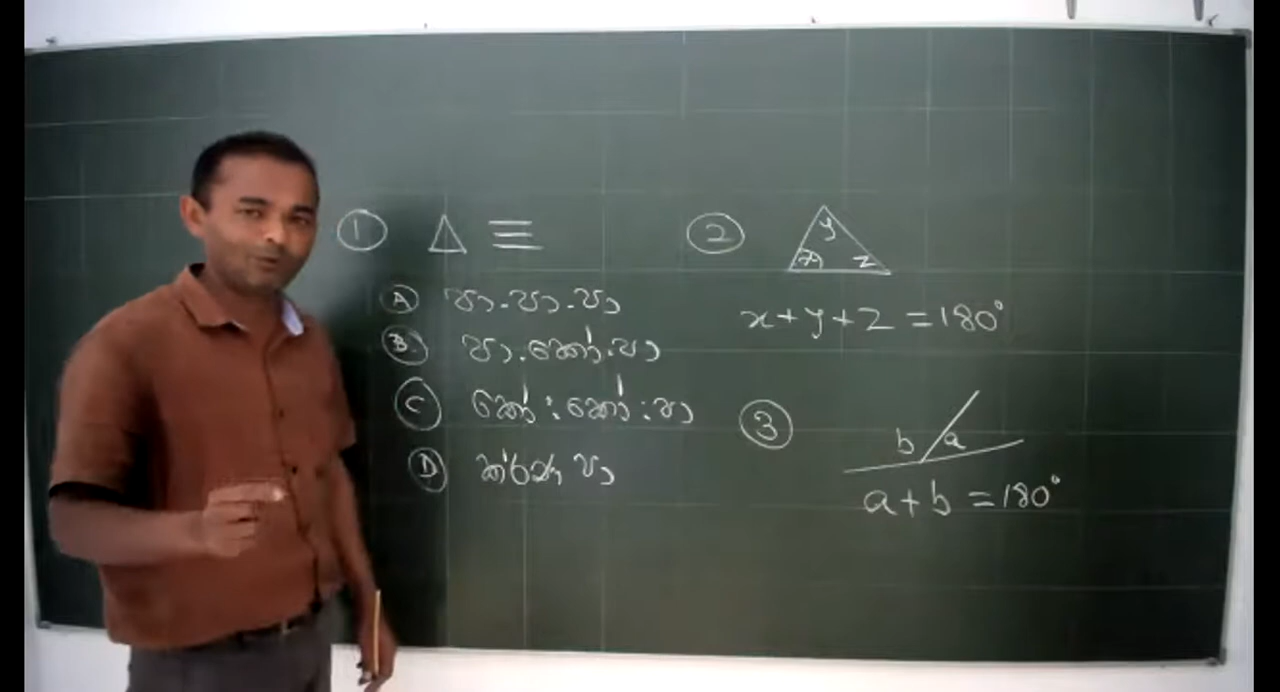 ① △ ≡
Ⓐ පා.පා.පා
Ⓑ පා.කෝ.පා
Ⓒ කෝ:කෝ:පා
Ⓓ කර්ණ පා
② y x z
x+y+z=180°
③ b a
a+b=180°